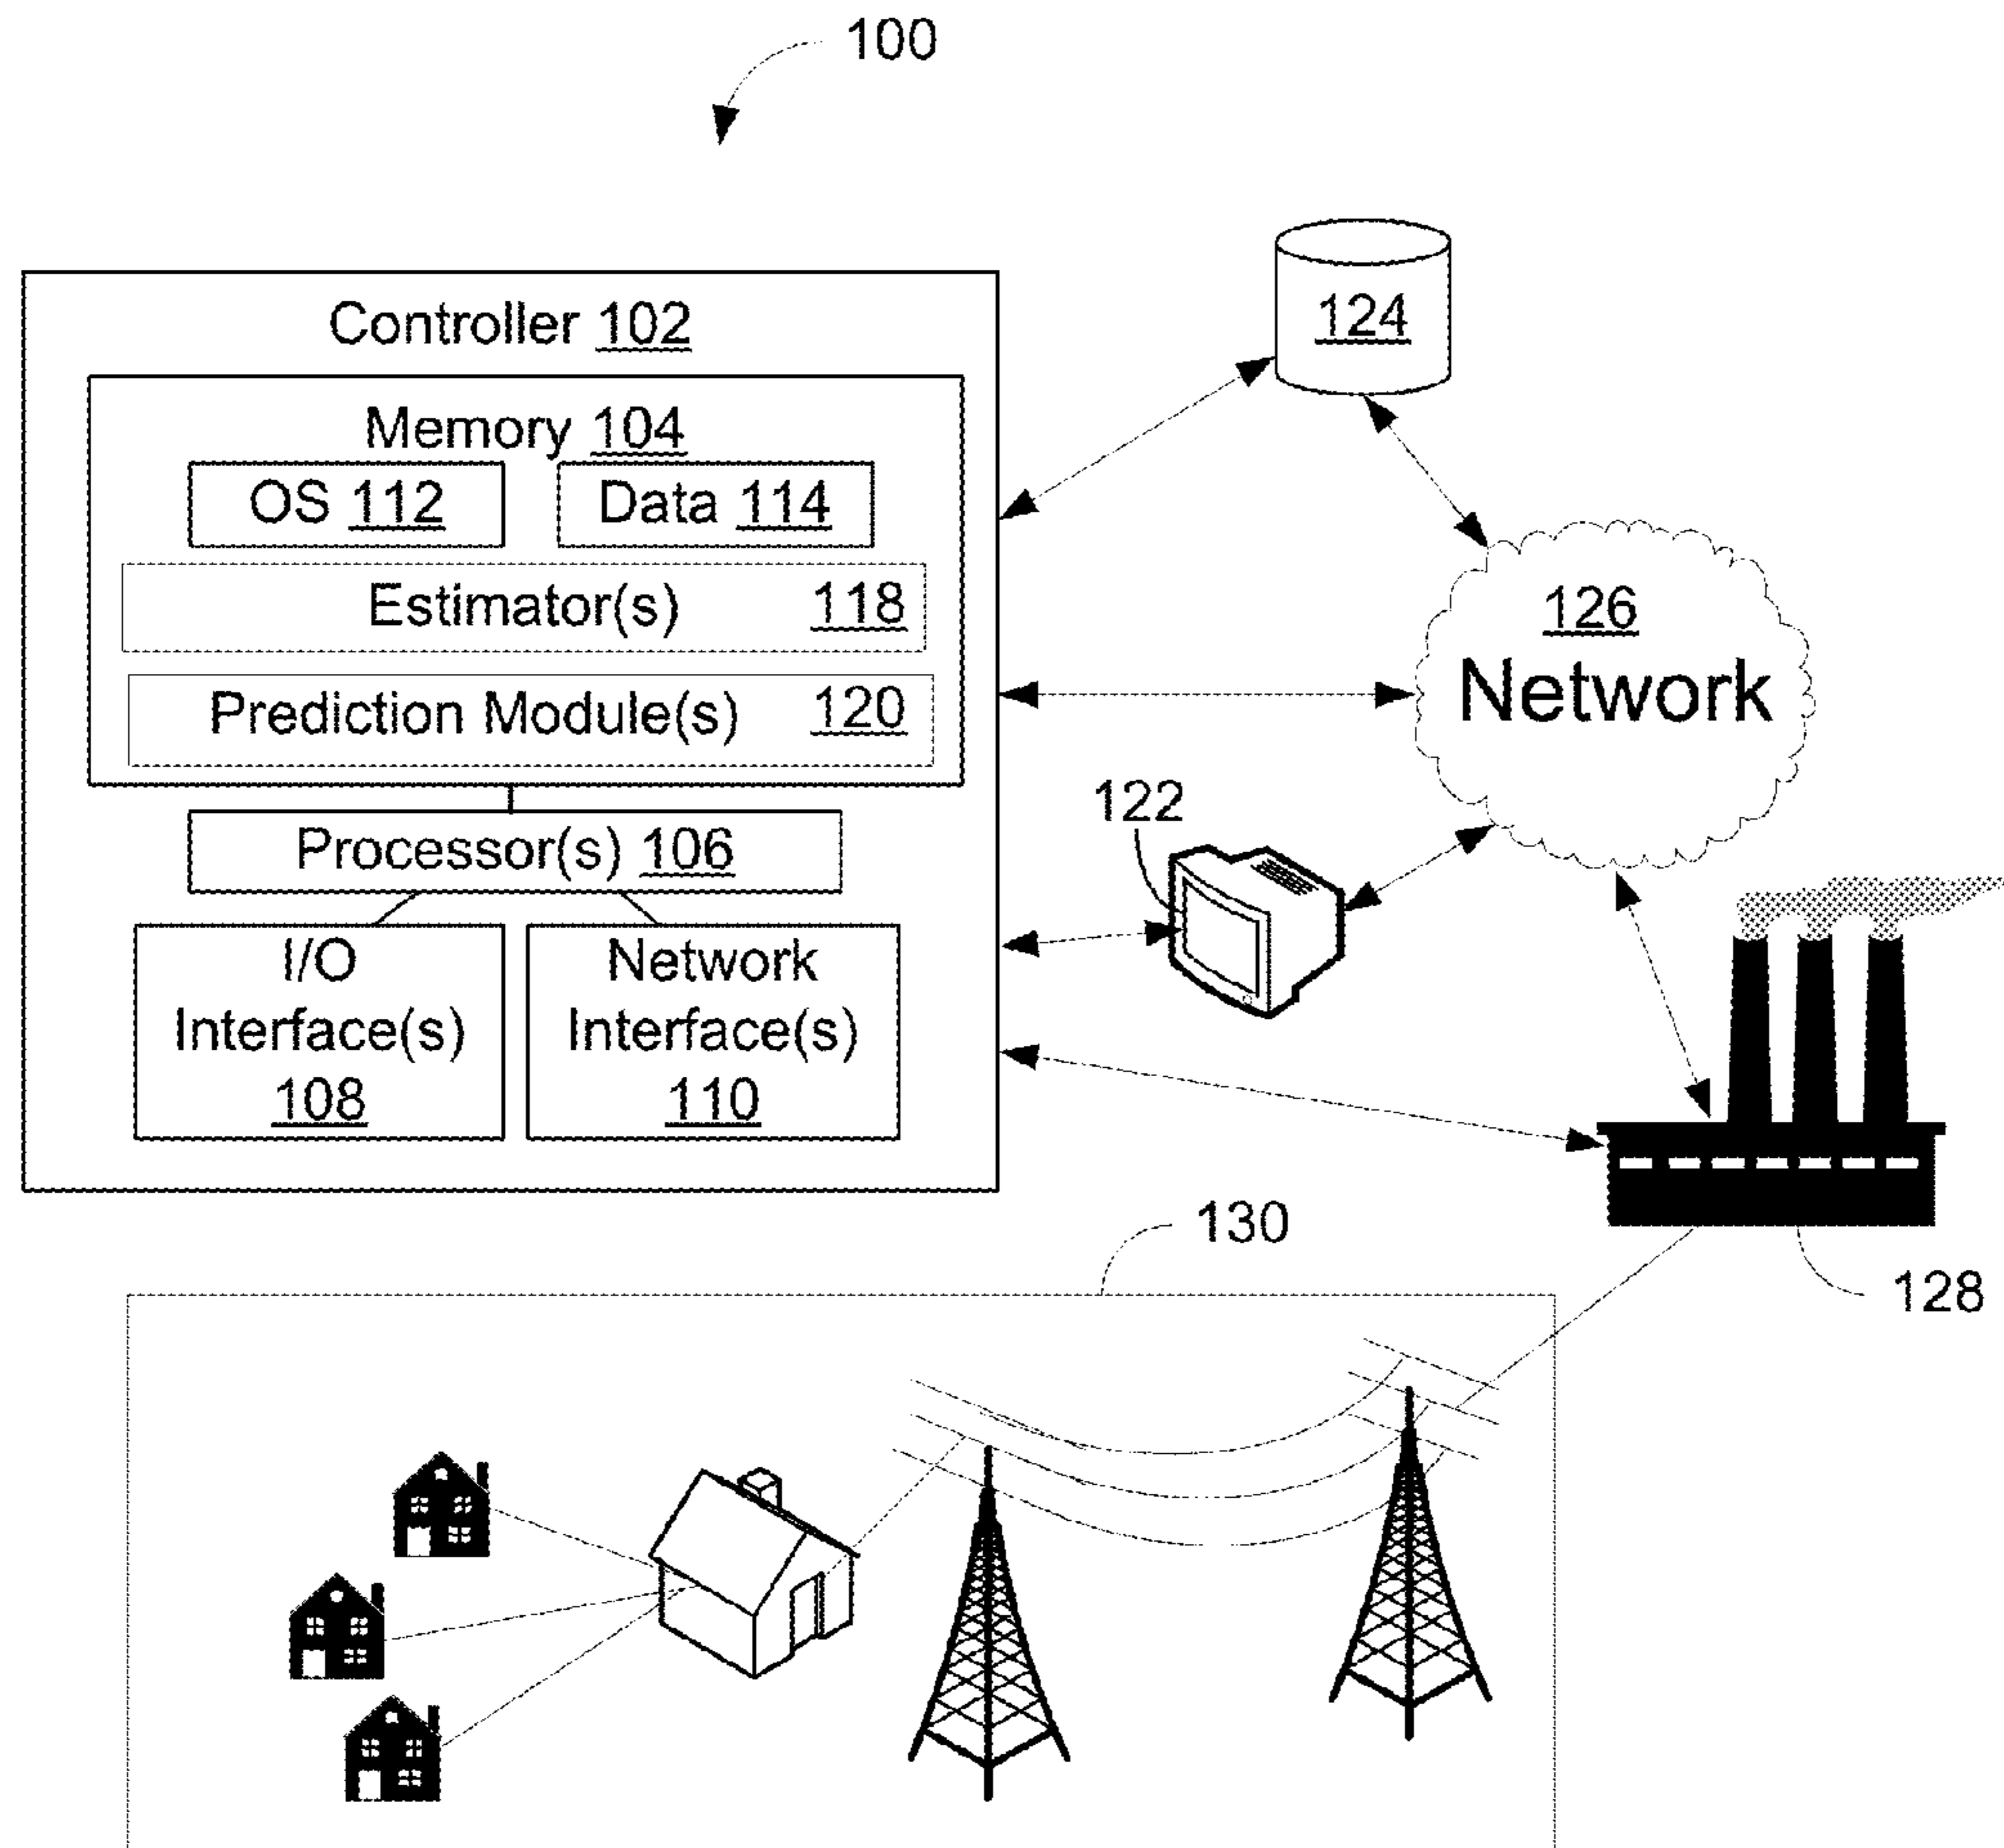 100
Controller 102
Memory 104
OS 112
Data 114
Estimator(s) 118
Prediction Module(s) 120
Processor(s) 106
I/O
Interface(s)
108
Network
Interface(s)
110
124
126
Network
122
128
130